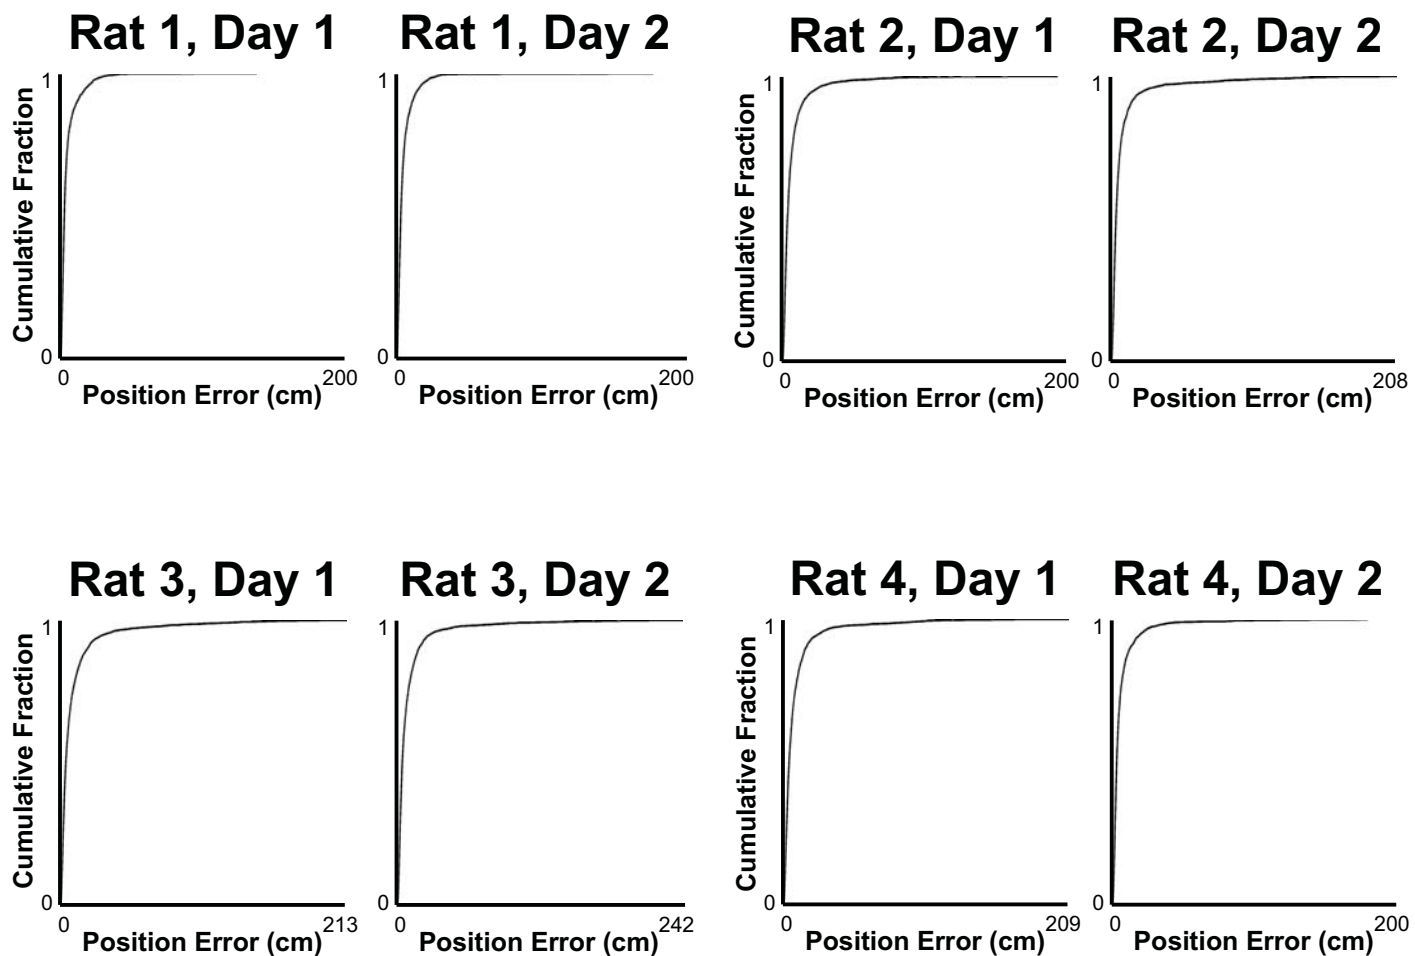 Rat 1, Day 1
Rat 1, Day 2
Rat 2, Day 1
Rat 2, Day 2
1
Cumulative Fraction
0
0
Position Error (cm)
200
1
0
0
Position Error (cm)
200
1
Cumulative Fraction
0
0
Position Error (cm)
200
1
0
0
Position Error (cm)
208
Rat 3, Day 1
Rat 3, Day 2
Rat 4, Day 1
Rat 4, Day 2
1
Cumulative Fraction
0
0
Position Error (cm)
213
1
0
0
Position Error (cm)
242
1
Cumulative Fraction
0
0
Position Error (cm)
209
1
0
0
Position Error (cm)
200